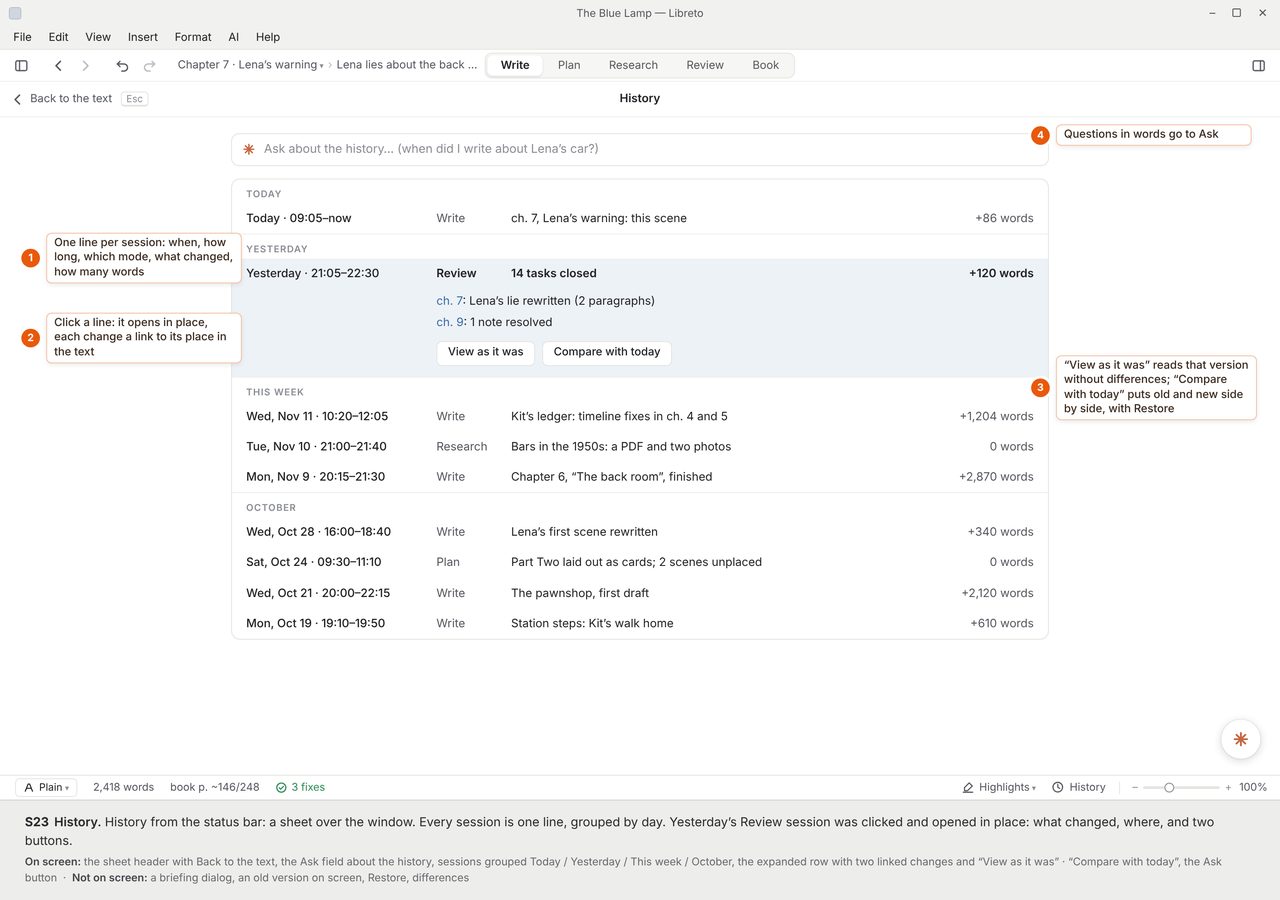 The Blue Lamp — Libreto
File Edit View Insert Format AI Help
Chapter 7 · Lena’s warning ▾ › Lena lies about the back ...
Write Plan Research Review Book
Back to the text Esc
History
Ask about the history... (when did I write about Lena’s car?)
4 Questions in words go to Ask
TODAY
Today · 09:05–now Write ch. 7, Lena’s warning: this scene +86 words
1 One line per session: when, how
long, which mode, what changed,
how many words
YESTERDAY
Yesterday · 21:05–22:30 Review 14 tasks closed +120 words
ch. 7: Lena’s lie rewritten (2 paragraphs)
ch. 9: 1 note resolved
View as it was Compare with today
2 Click a line: it opens in place,
each change a link to its place in
the text
3 “View as it was” reads that version
without differences; “Compare
with today” puts old and new side
by side, with Restore
THIS WEEK
Wed, Nov 11 · 10:20–12:05 Write Kit’s ledger: timeline fixes in ch. 4 and 5 +1,204 words
Tue, Nov 10 · 21:00–21:40 Research Bars in the 1950s: a PDF and two photos 0 words
Mon, Nov 9 · 20:15–21:30 Write Chapter 6, “The back room”, finished +2,870 words
OCTOBER
Wed, Oct 28 · 16:00–18:40 Write Lena’s first scene rewritten +340 words
Sat, Oct 24 · 09:30–11:10 Plan Part Two laid out as cards; 2 scenes unplaced 0 words
Wed, Oct 21 · 20:00–22:15 Write The pawnshop, first draft +2,120 words
Mon, Oct 19 · 19:10–19:50 Write Station steps: Kit’s walk home +610 words
A Plain ▾ 2,418 words book p. ~146/248 3 fixes Highlights ▾ History − + 100%
S23 History. History from the status bar: a sheet over the window. Every session is one line, grouped by day. Yesterday’s Review session was clicked and opened in place: what changed, where, and two
buttons.
On screen: the sheet header with Back to the text, the Ask field about the history, sessions grouped Today / Yesterday / This week / October, the expanded row with two linked changes and “View as it was” · “Compare with today”, the Ask
button · Not on screen: a briefing dialog, an old version on screen, Restore, differences